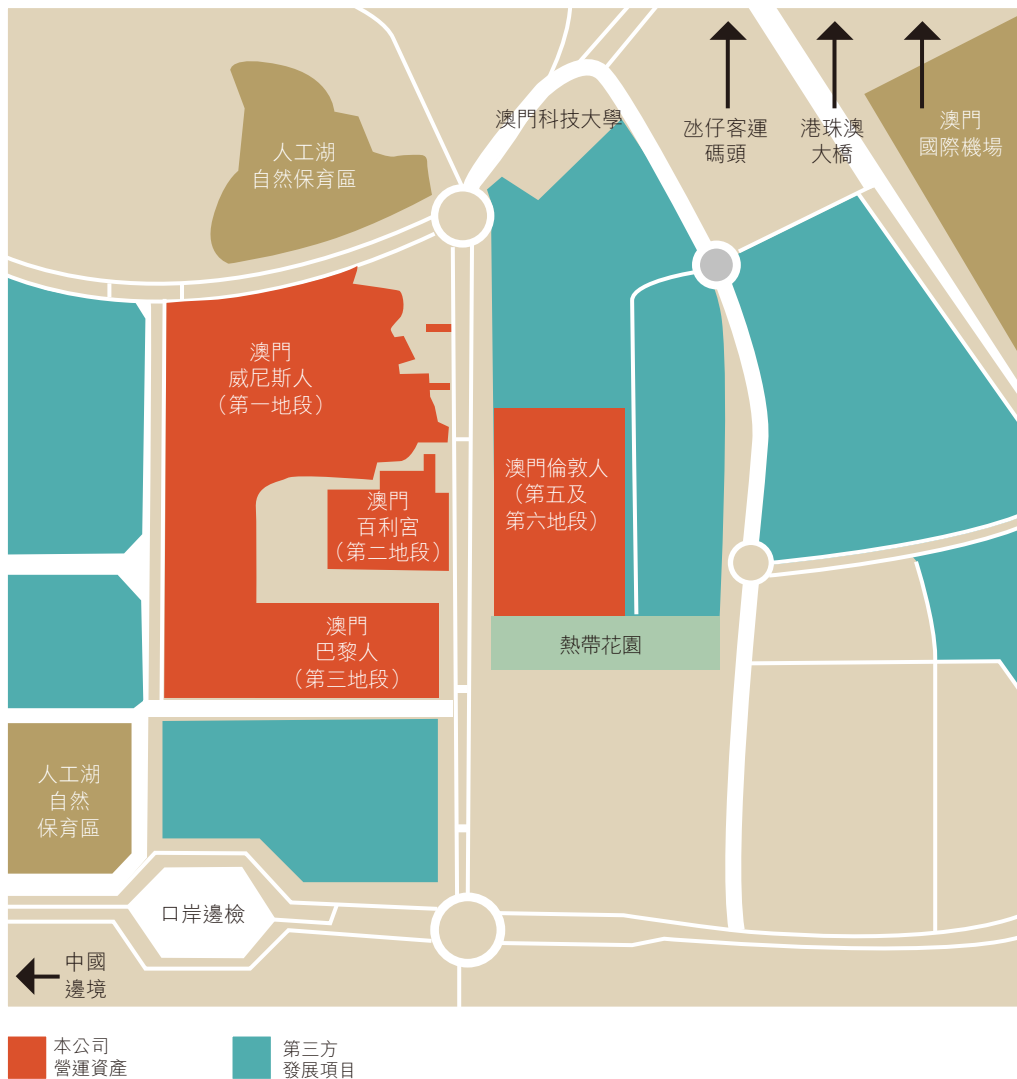 澳門科技大學
氹仔客運
碼頭
港珠澳
大橋
澳門
國際機場
人工湖
自然保育區
澳門
威尼斯人
（第一地段）
澳門倫敦人
（第五及
第六地段）
澳門
百利宮
（第二地段）
澳門
巴黎人
（第三地段）
熱帶花園
人工湖
自然
保育區
口岸邊檢
中國
邊境
本公司
營運資產
第三方
發展項目